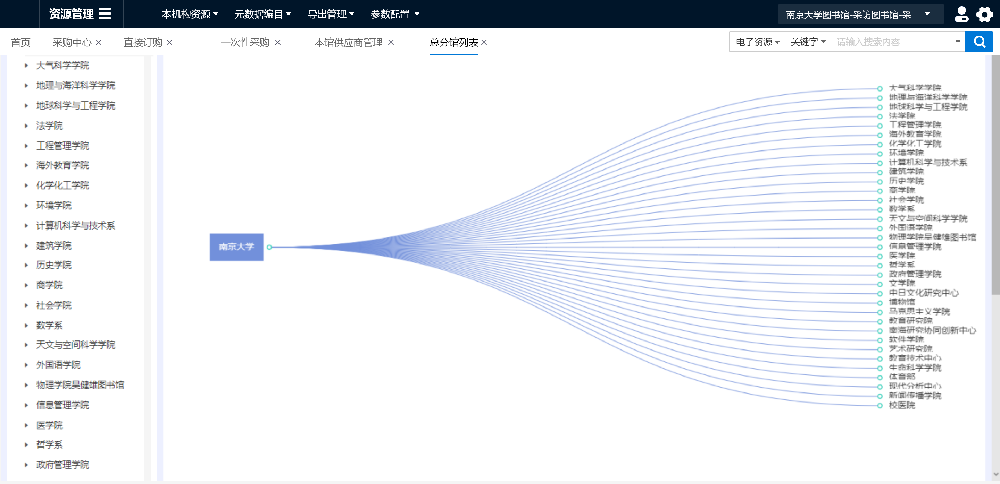 资源管理 本机构资源 元数据编目 导出管理 参数配置 南京大学图书馆-采访图书馆-采
首页 采购中心 直接订购 一次性采购 本馆供应商管理 总分馆列表 电子资源 关键字 请输入搜索内容
大气科学学院
地理与海洋科学学院
地球科学与工程学院
法学院
工程管理学院
海外教育学院
化学化工学院
环境学院
计算机科学与技术系
建筑学院
历史学院
商学院
社会学院
数学系
天文与空间科学学院
外国语学院
物理学院吴健雄图书馆
信息管理学院
医学院
哲学系
政府管理学院
南京大学
大气科学学院
地理与海洋科学学院
地球科学与工程学院
法学院
工程管理学院
海外教育学院
化学化工学院
环境学院
计算机科学与技术系
建筑学院
历史学院
商学院
社会学院
数学系
天文与空间科学学院
外国语学院
物理学院吴健雄图书馆
信息管理学院
医学院
哲学系
政府管理学院
文学院
中日文化研究中心
博物馆
马克思主义学院
教育研究院
南海研究协同创新中心
软件学院
艺术研究院
教育技术中心
生命科学学院
体育部
现代分析中心
新闻传播学院
校医院